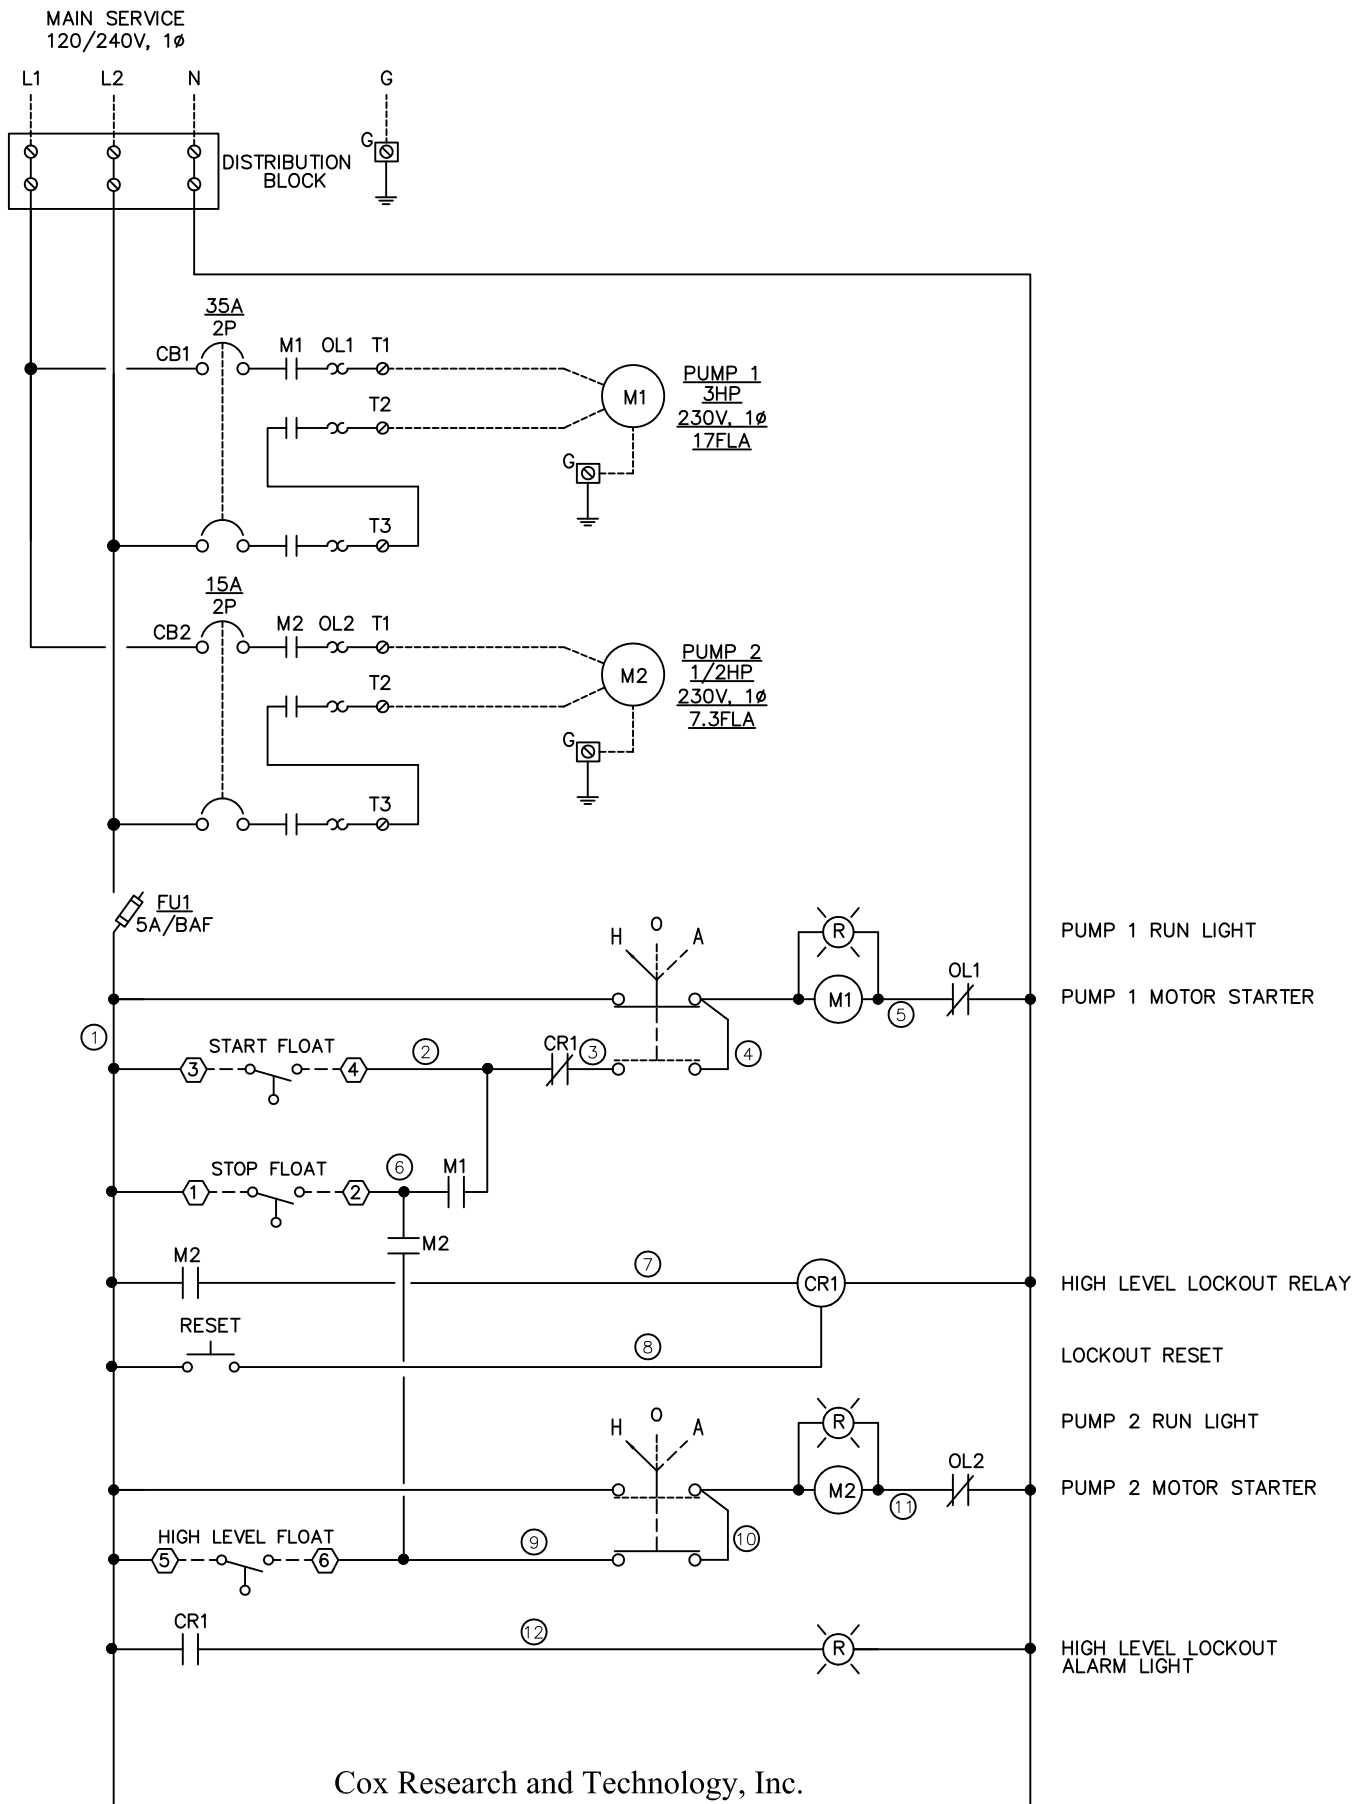 MAIN SERVICE
120/240V, 1ø
L1 L2 N G
G
DISTRIBUTION
BLOCK
35A
2P
CB1 M1 OL1 T1
T2
M1
PUMP 1
3HP
230V, 1ø
17FLA
G
T3
15A
2P
CB2 M2 OL2 T1
T2
M2
PUMP 2
1/2HP
230V, 1ø
7.3FLA
G
T3
FU1
5A/BAF
H O A
R
PUMP 1 RUN LIGHT
M1
5
OL1
PUMP 1 MOTOR STARTER
1
START FLOAT
3 4
2
CR1
3
4
STOP FLOAT
1 2
6
M1
M2
M2
7
CR1
HIGH LEVEL LOCKOUT RELAY
RESET
8
LOCKOUT RESET
H O A
R
PUMP 2 RUN LIGHT
M2
11
OL2
PUMP 2 MOTOR STARTER
HIGH LEVEL FLOAT
5 6
9
10
CR1
12
R
HIGH LEVEL LOCKOUT
ALARM LIGHT
Cox Research and Technology, Inc.